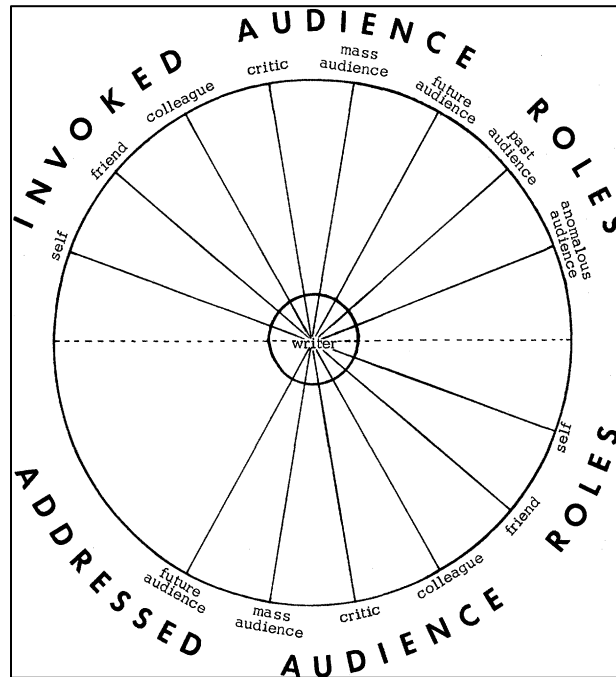 INVOKED AUDIENCE ROLES
self
friend
colleague
critic
mass
audience
future
audience
past
audience
anomalous
audience
writer
self
friend
colleague
critic
mass
audience
future
audience
ADDRESSED AUDIENCE ROLES